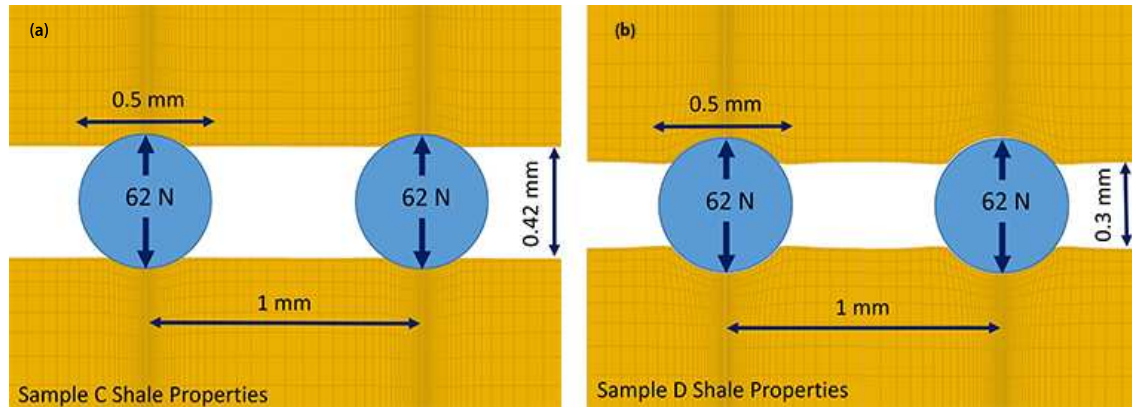 (a)
0.5 mm
62 N
62 N
0.42 mm
1 mm
Sample C Shale Properties
(b)
0.5 mm
62 N
62 N
0.3 mm
1 mm
Sample D Shale Properties